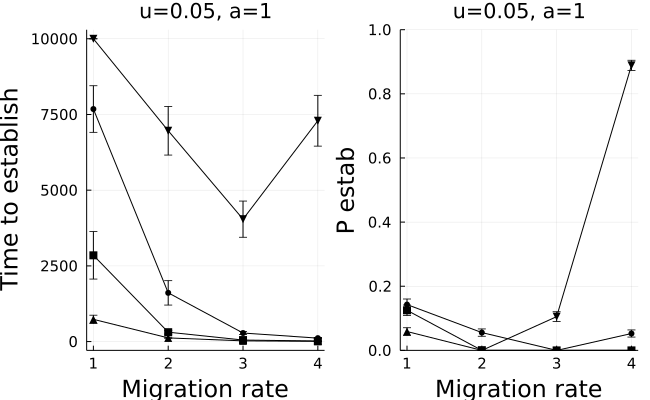 u=0.05, a=1
Time to establish
10000
7500
5000
2500
0
1 2 3 4
Migration rate
u=0.05, a=1
P estab
1.0
0.8
0.6
0.4
0.2
0.0
1 2 3 4
Migration rate